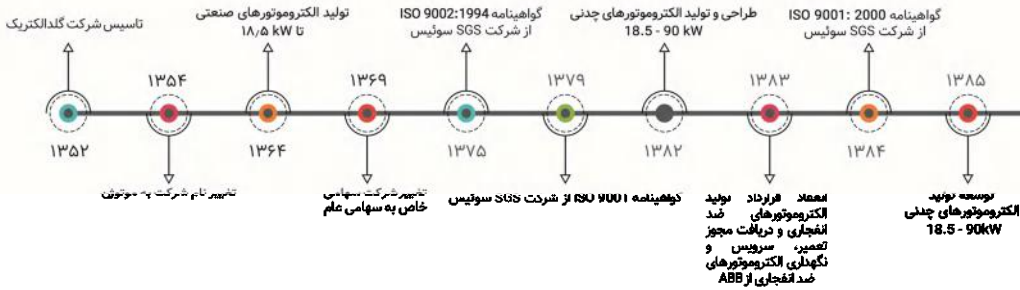 تاسیس شرکت گلدالکتریک
تولید الکتروموتورهای صنعتی
تا ۱۸٫۵ kW
گواهینامه ISO 9002:1994
از شرکت SGS سوئیس
طراحی و تولید الکتروموتورهای چدنی
18.5 - 90 kW
گواهینامه ISO 9001: 2000
از شرکت SGS سوئیس
۱۳۵۲
۱۳۵۴
۱۳۶۴
۱۳۶۹
۱۳۷۵
۱۳۷۹
۱۳۸۲
۱۳۸۳
۱۳۸۴
۱۳۸۵
تغییر نام شرکت به موتوژن
تغییر شرکت سهامی
خاص به سهامی عام
گواهینامه ISO 9001 از شرکت SGS سوئیس
انعقاد قرارداد تولید
الکتروموتورهای ضد
انفجاری و دریافت مجوز
تعمیر، سرویس و
نگهداری الکتروموتورهای
ضد انفجاری از ABB
توسعه تولید
الکتروموتورهای چدنی
18.5 - 90kW